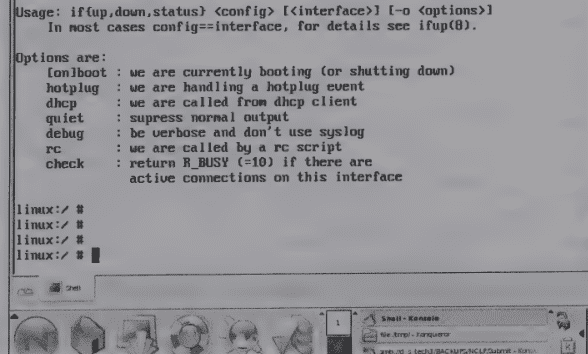 Usage: if{up,down,status} <config> [<interface>] [-o <options>]
In most cases config==interface, for details see ifup(8).
Options are:
[on]boot : we are currently booting (or shutting down)
hotplug : we are handling a hotplug event
dhcp : we are called from dhcp client
quiet : supress normal output
debug : be verbose and don't use syslog
rc : we are called by a rc script
check : return R_BUSY (=10) if there are
active connections on this interface
linux:/ #
linux:/ #
linux:/ #
linux:/ #
Shell
1
Shell - Konsole
file:/tmp/ - Konqueror